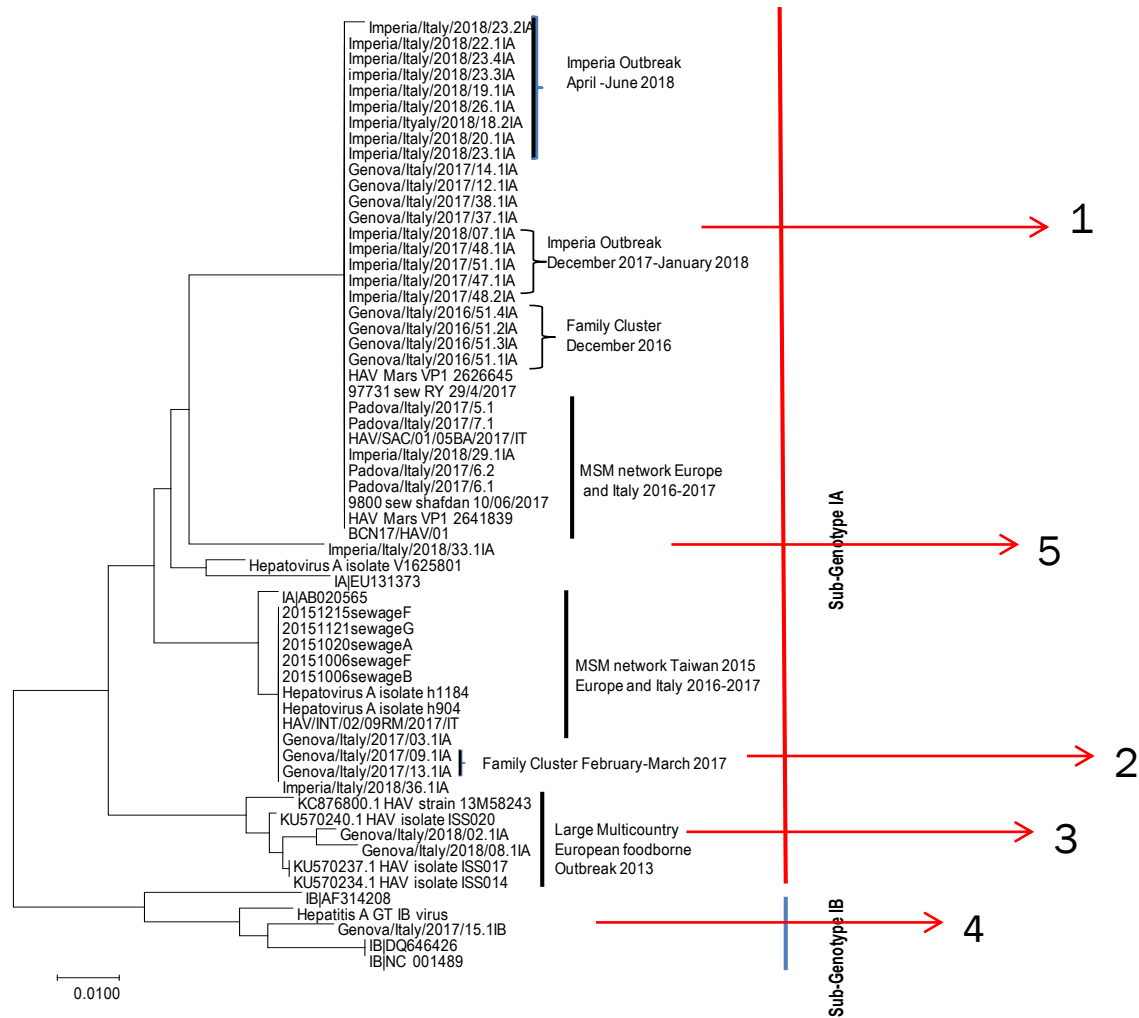 Imperia/Italy/2018/23.2IA
Imperia/Italy/2018/22.1IA
Imperia/Italy/2018/23.4IA
imperia/Italy/2018/23.3IA
Imperia/Italy/2018/19.1IA
Imperia/Italy/2018/26.1IA
Imperia/Ityaly/2018/18.2IA
Imperia/Italy/2018/20.1IA
Imperia/Italy/2018/23.1IA
Imperia Outbreak
April -June 2018
Genova/Italy/2017/14.1IA
Genova/Italy/2017/12.1IA
Genova/Italy/2017/38.1IA
Genova/Italy/2017/37.1IA
1
Imperia/Italy/2018/07.1IA
Imperia/Italy/2017/48.1IA
Imperia/Italy/2017/51.1IA
Imperia/Italy/2017/47.1IA
Imperia/Italy/2017/48.2IA
Imperia Outbreak
December 2017-January 2018
Genova/Italy/2016/51.4IA
Genova/Italy/2016/51.2IA
Genova/Italy/2016/51.3IA
Genova/Italy/2016/51.1IA
Family Cluster
December 2016
HAV Mars VP1 2626645
97731 sew RY 29/4/2017
Padova/Italy/2017/5.1
Padova/Italy/2017/7.1
HAV/SAC/01/05BA/2017/IT
Imperia/Italy/2018/29.1IA
Padova/Italy/2017/6.2
Padova/Italy/2017/6.1
9800 sew shafdan 10/06/2017
HAV Mars VP1 2641839
BCN17/HAV/01
MSM network Europe
and Italy 2016-2017
Imperia/Italy/2018/33.1IA
5
Hepatovirus A isolate V1625801
IA|EU131373
Sub-Genotype IA
IA|AB020565
20151215sewageF
20151121sewageG
20151020sewageA
20151006sewageF
20151006sewageB
Hepatovirus A isolate h1184
Hepatovirus A isolate h904
HAV/INT/02/09RM/2017/IT
Genova/Italy/2017/03.1IA
MSM network Taiwan 2015
Europe and Italy 2016-2017
Genova/Italy/2017/09.1IA
Genova/Italy/2017/13.1IA
Family Cluster February-March 2017
2
Imperia/Italy/2018/36.1IA
KC876800.1 HAV strain 13M58243
KU570240.1 HAV isolate ISS020
Genova/Italy/2018/02.1IA
Genova/Italy/2018/08.1IA
KU570237.1 HAV isolate ISS017
KU570234.1 HAV isolate ISS014
Large Multicountry
European foodborne
Outbreak 2013
3
IB|AF314208
Hepatitis A GT IB virus
Genova/Italy/2017/15.1IB
IB|DQ646426
IB|NC 001489
4
Sub-Genotype IB
0.0100